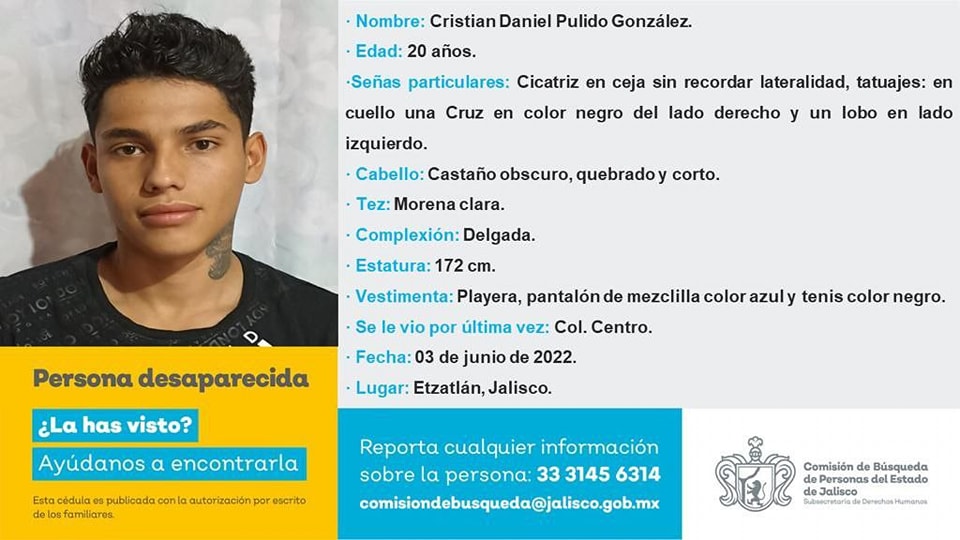 · Nombre: Cristian Daniel Pulido González.
· Edad: 20 años.
·Señas particulares: Cicatriz en ceja sin recordar lateralidad, tatuajes: en
cuello una Cruz en color negro del lado derecho y un lobo en lado
izquierdo.
· Cabello: Castaño obscuro, quebrado y corto.
· Tez: Morena clara.
· Complexión: Delgada.
· Estatura: 172 cm.
· Vestimenta: Playera, pantalón de mezclilla color azul y tenis color negro.
· Se le vio por última vez: Col. Centro.
· Fecha: 03 de junio de 2022.
· Lugar: Etzatlán, Jalisco.
Persona desaparecida
¿La has visto?
Ayúdanos a encontrarla
Esta cédula es publicada con la autorización por escrito
de los familiares.
Reporta cualquier información
sobre la persona: 33 3145 6314
comisiondebusqueda@jalisco.gob.mx
Comisión de Búsqueda
de Personas del Estado
de Jalisco
Subsecretaría de Derechos Humanos